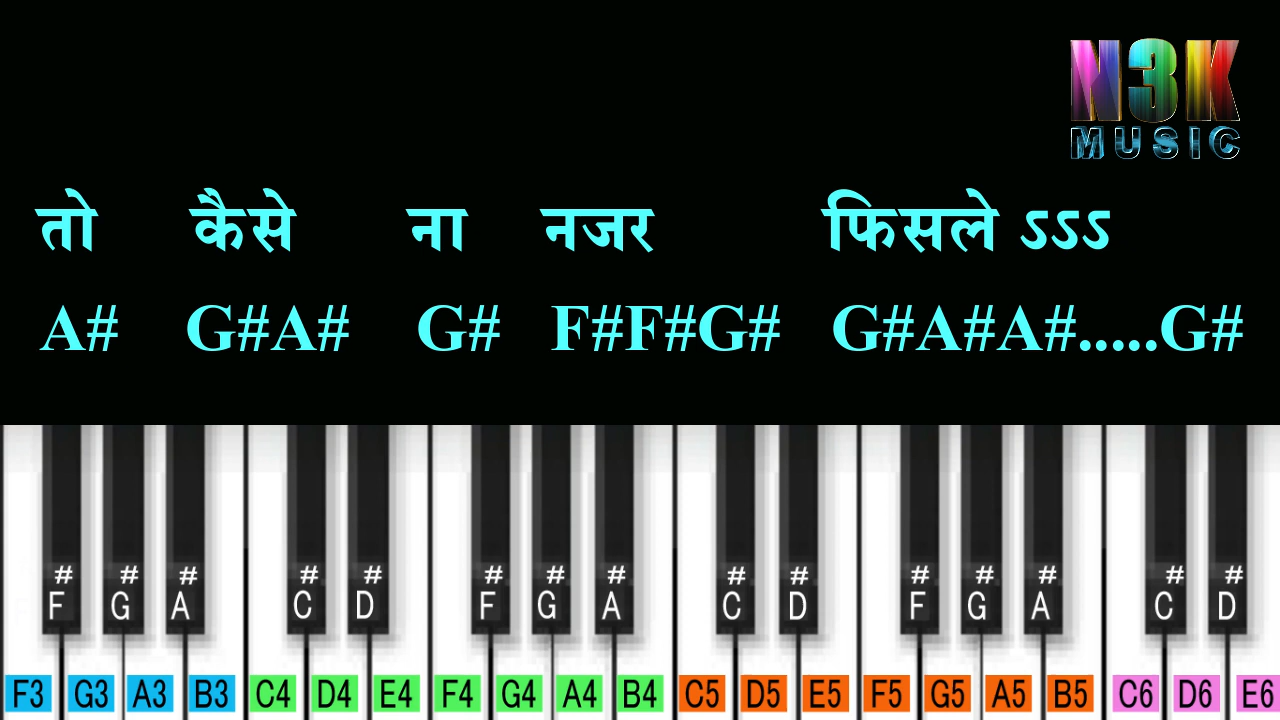 N3K
MUSIC
तो कैसे ना नजर फिसले ऽऽऽ
A# G#A# G# F#F#G# G#A#A#.....G#
# # # # # # # # # # # # # # #
F G A C D F G A C D F G A C D
F3 G3 A3 B3 C4 D4 E4 F4 G4 A4 B4 C5 D5 E5 F5 G5 A5 B5 C6 D6 E6